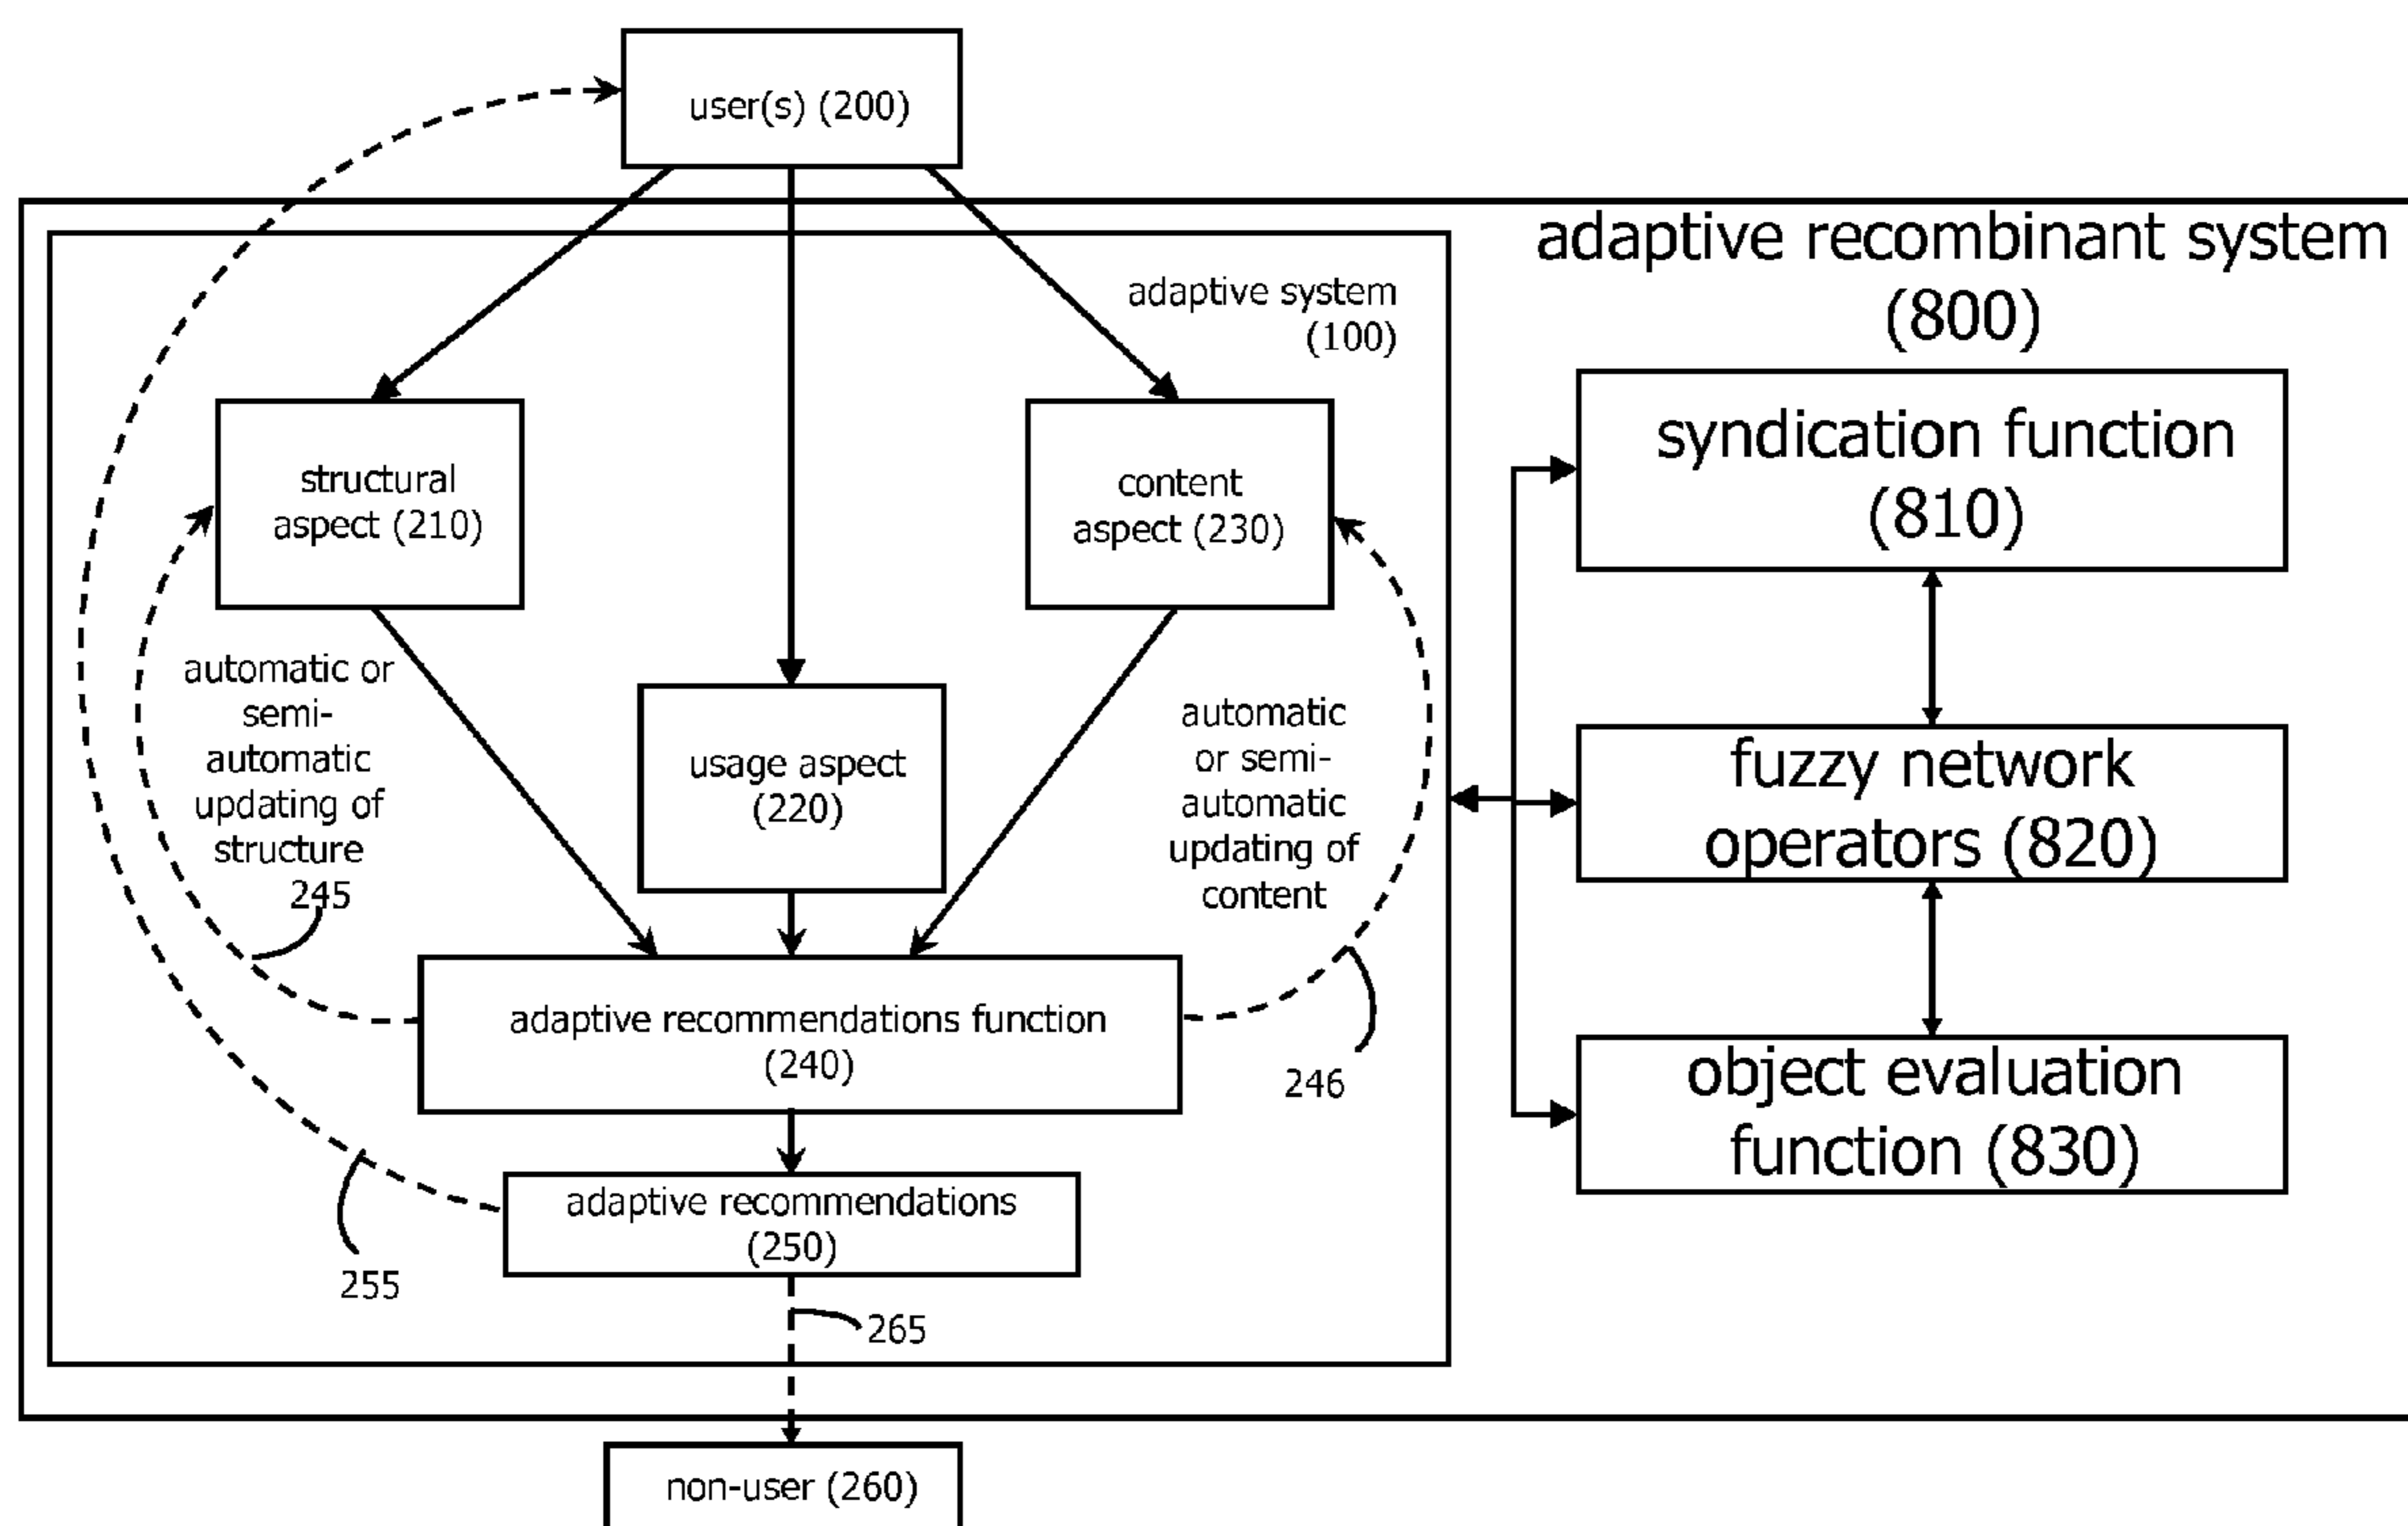 user(s) (200)
adaptive recombinant system
(800)
adaptive system
(100)
structural
aspect (210)
content
aspect (230)
syndication function
(810)
automatic or
semi-
automatic
updating of
structure
245
usage aspect
(220)
automatic
or semi-
automatic
updating of
content
fuzzy network
operators (820)
adaptive recommendations function
(240)
246
object evaluation
function (830)
adaptive recommendations
(250)
255
265
non-user (260)